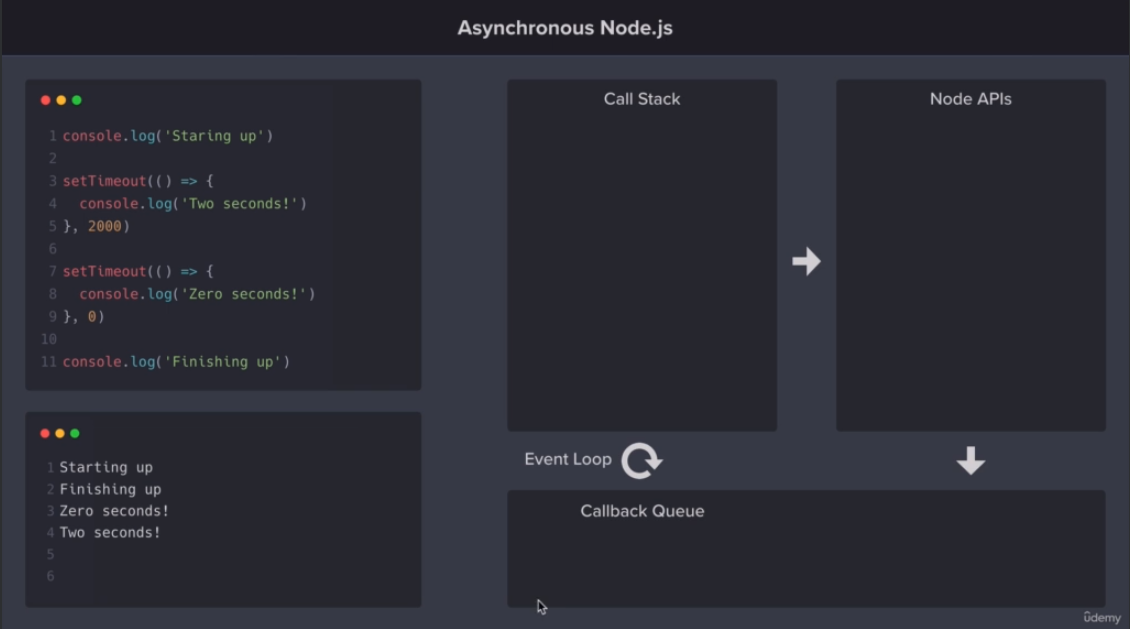 Asynchronous Node.js
1 console.log('Staring up')
2
3 setTimeout(() => {
4   console.log('Two seconds!')
5 }, 2000)
6
7 setTimeout(() => {
8   console.log('Zero seconds!')
9 }, 0)
10
11 console.log('Finishing up')
1 Starting up
2 Finishing up
3 Zero seconds!
4 Two seconds!
5
6
Call Stack
Node APIs
Event Loop
Callback Queue
ûdemy